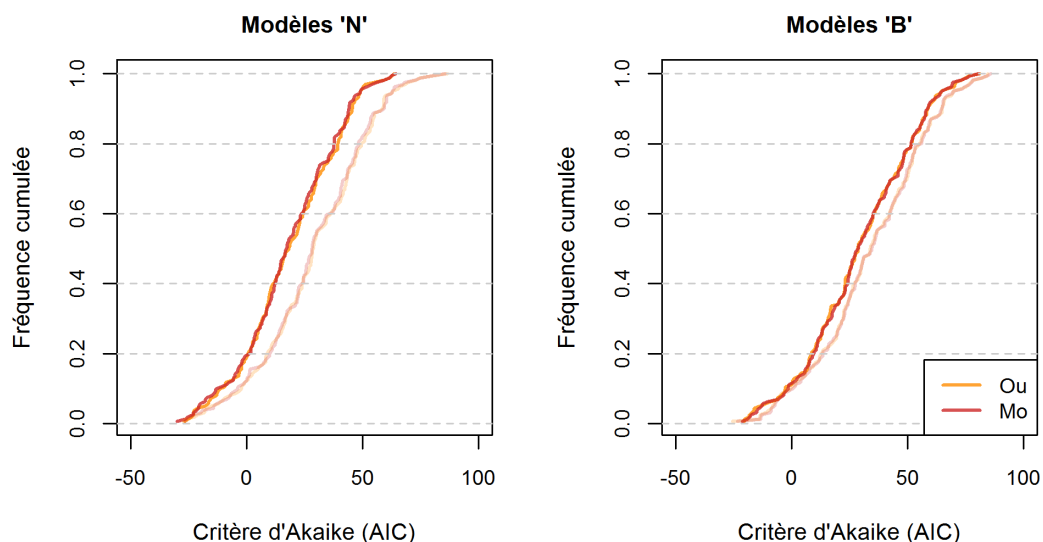 Modèles 'N'
Fréquence cumulée
1.0
0.8
0.6
0.4
0.2
0.0
-50 0 50 100
Critère d'Akaike (AIC)
Modèles 'B'
Fréquence cumulée
1.0
0.8
0.6
0.4
0.2
0.0
Ou
Mo
-50 0 50 100
Critère d'Akaike (AIC)